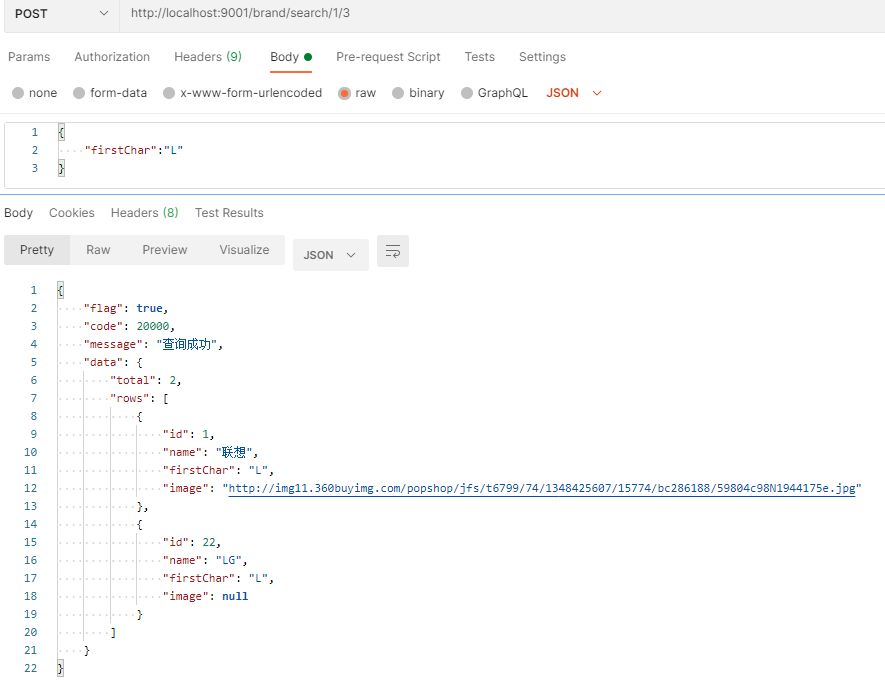 POST http://localhost:9001/brand/search/1/3
Params Authorization Headers (9) Body Pre-request Script Tests Settings
none form-data x-www-form-urlencoded raw binary GraphQL JSON
1 {
2 "firstChar":"L"
3 }
Body Cookies Headers (8) Test Results
Pretty Raw Preview Visualize JSON
1 {
2 "flag": true,
3 "code": 20000,
4 "message": "查询成功",
5 "data": {
6 "total": 2,
7 "rows": [
8 {
9 "id": 1,
10 "name": "联想",
11 "firstChar": "L",
12 "image": "http://img11.360buyimg.com/popshop/jfs/t6799/74/1348425607/15774/bc286188/59804c98N1944175e.jpg"
13 },
14 {
15 "id": 22,
16 "name": "LG",
17 "firstChar": "L",
18 "image": null
19 }
20 ]
21 }
22 }